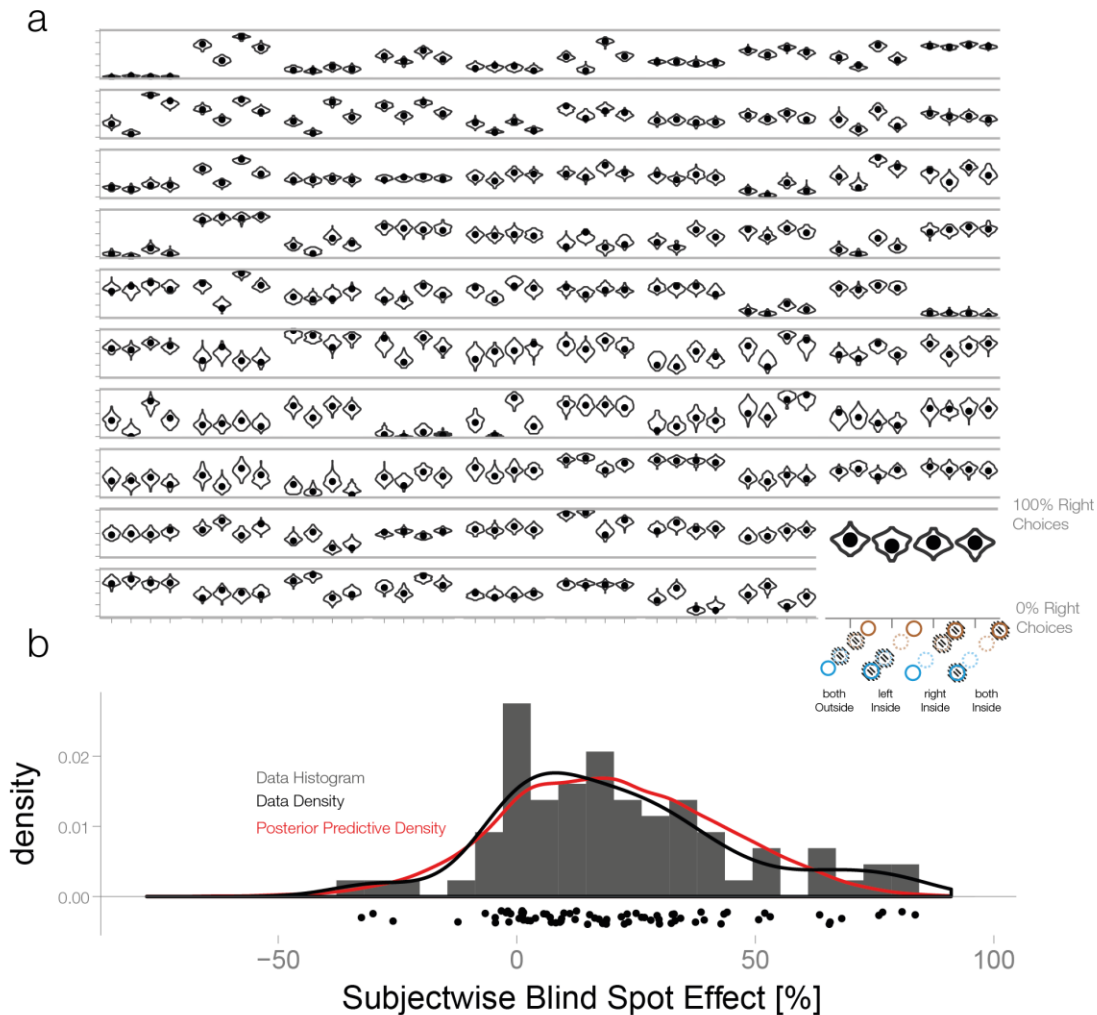 a
100% Right
Choices
0% Right
Choices
both
Outside
left
Inside
right
Inside
both
Inside
b
density
0.02
0.01
0.00
Data Histogram
Data Density
Posterior Predictive Density
−50
0
50
100
Subjectwise Blind Spot Effect [%]